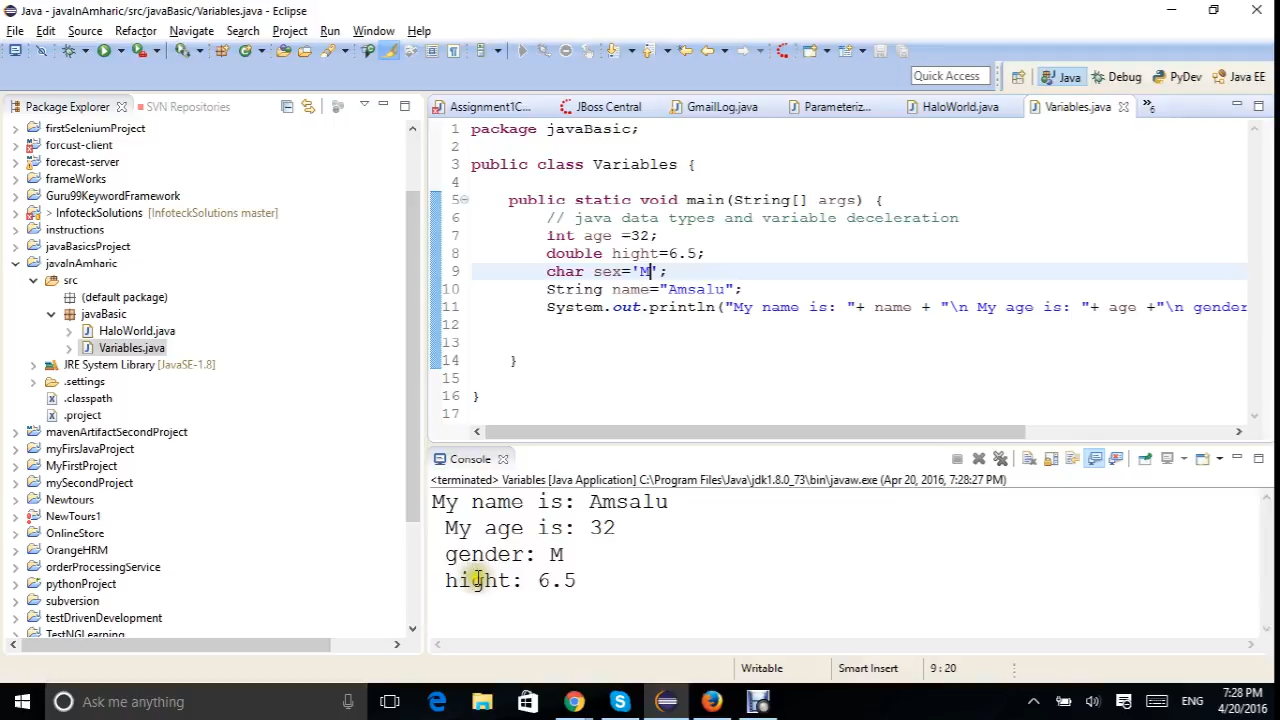 Java - javaInAmharic/src/javaBasic/Variables.java - Eclipse
File Edit Source Refactor Navigate Search Project Run Window Help
Quick Access Java Debug PyDev Java EE
Package Explorer SVN Repositories
firstSeleniumProject
forcust-client
forecast-server
frameWorks
Guru99KeywordFramework
> InfoteckSolutions [InfoteckSolutions master]
instructions
javaBasicsProject
javaInAmharic
src
(default package)
javaBasic
HaloWorld.java
Variables.java
JRE System Library [JavaSE-1.8]
.settings
.classpath
.project
mavenArtifactSecondProject
myFirsJavaProject
MyFirstProject
mySecondProject
Newtours
NewTours1
OnlineStore
OrangeHRM
orderProcessingService
pythonProject
subversion
testDrivenDevelopment
TestNGLearning
Assignment1C... JBoss Central GmailLog.java Parameteriz... HaloWorld.java Variables.java »6
1 package javaBasic;
2
3 public class Variables {
4
5 public static void main(String[] args) {
6 // java data types and variable deceleration
7 int age =32;
8 double hight=6.5;
9 char sex='M';
10 String name="Amsalu";
11 System.out.println("My name is: "+ name + "\n My age is: "+ age +"\n gender
12
13
14 }
15
16 }
17
Console
<terminated> Variables [Java Application] C:\Program Files\Java\jdk1.8.0_73\bin\javaw.exe (Apr 20, 2016, 7:28:27 PM)
My name is: Amsalu
My age is: 32
gender: M
hight: 6.5
Writable Smart Insert 9 : 20
Ask me anything
ENG
7:28 PM
4/20/2016